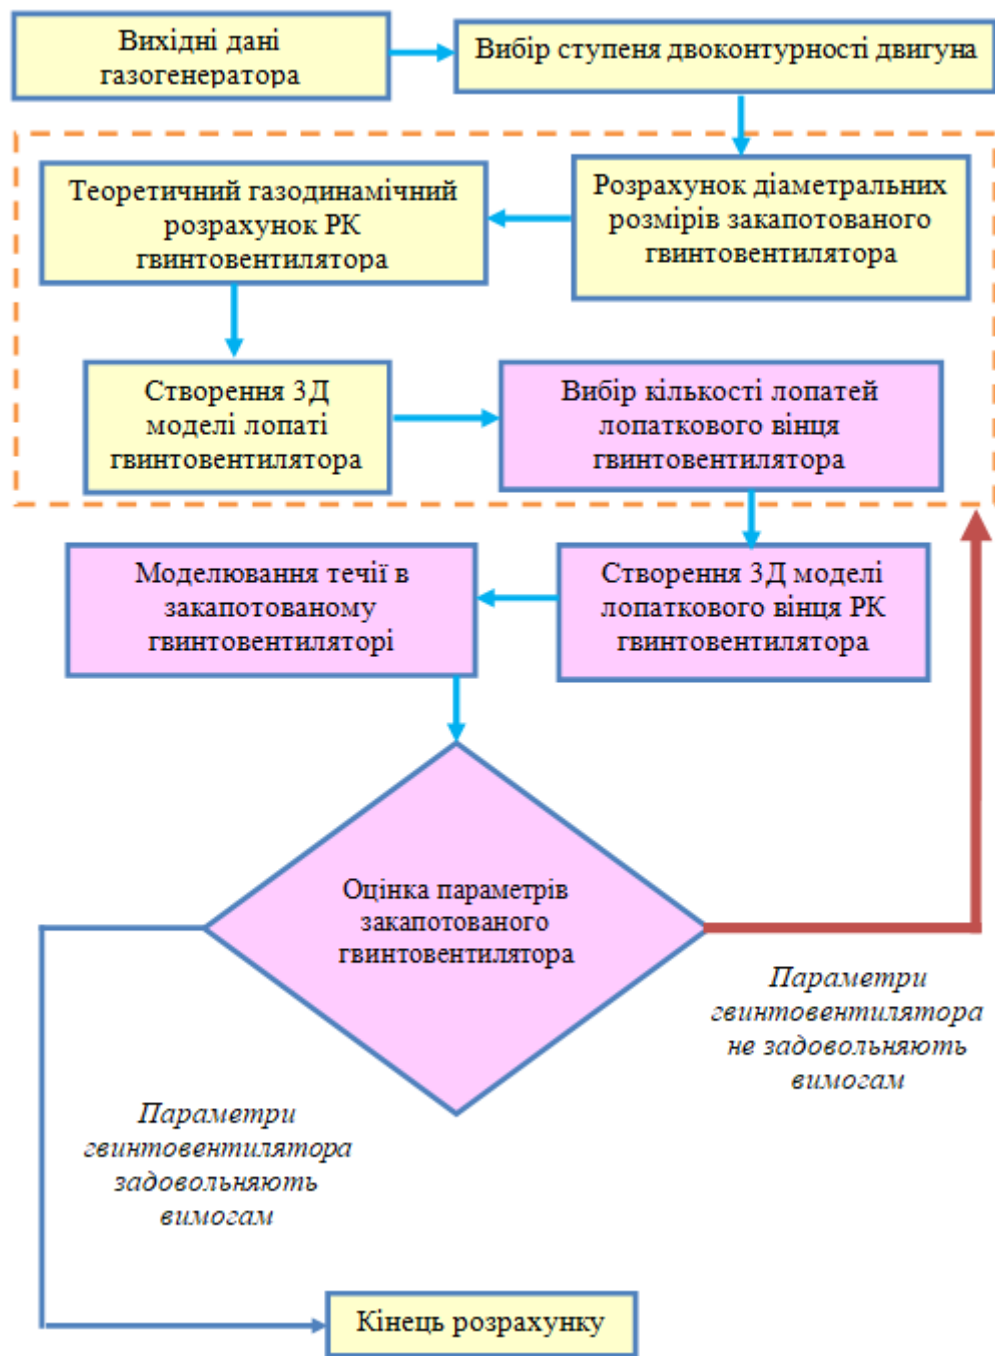 Вихідні дані
газогенератора
Вибір ступеня двоконтурності двигуна
Розрахунок діаметральних
розмірів закапотованого
гвинтовентилятора
Теоретичний газодинамічний
розрахунок РК
гвинтовентилятора
Створення 3Д
моделі лопаті
гвинтовентилятора
Вибір кількості лопатей
лопаткового вінця
гвинтовентилятора
Створення 3Д моделі
лопаткового вінця РК
гвинтовентилятора
Моделювання течії в
закапотованому
гвинтовентиляторі
Оцінка параметрів
закапотованого
гвинтовентилятора
Параметри
гвинтовентилятора
не задовольняють
вимогам
Параметри
гвинтовентилятора
задовольняють
вимогам
Кінець розрахунку